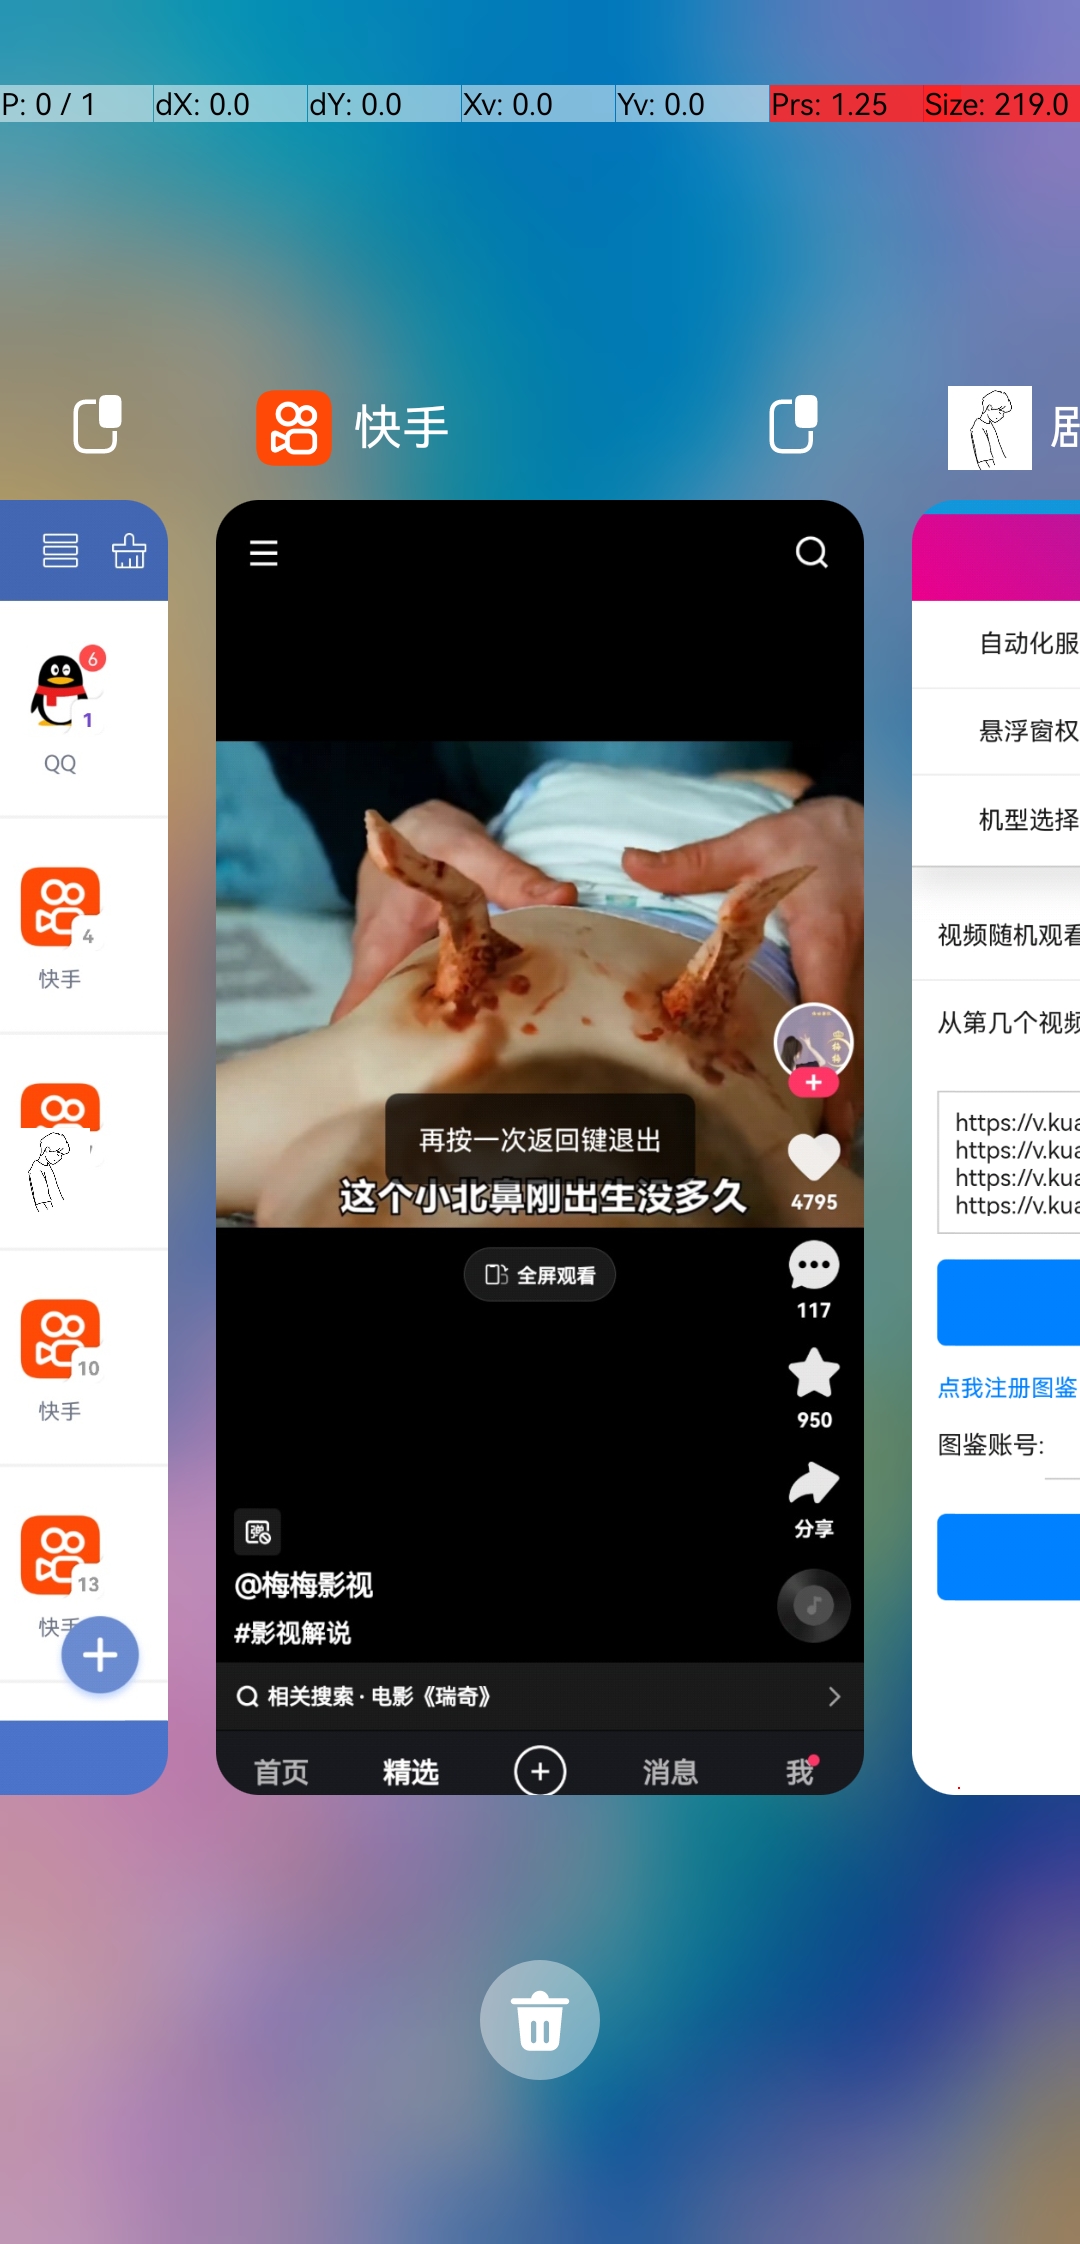 P: 0 / 1
dX: 0.0
dY: 0.0
Xv: 0.0
Yv: 0.0
Prs: 1.25
Size: 219.0
快手
6
1
QQ
4
快手
10
快手
13
快手
再按一次返回键退出
这个小北鼻刚出生没多久
全屏观看
4795
117
950
分享
@梅梅影视
#影视解说
相关搜索 · 电影《瑞奇》
首页
精选
消息
我
剧
自动化服
悬浮窗权
机型选择
视频随机观看
从第几个视频
https://v.kua
https://v.kua
https://v.kua
https://v.kua
点我注册图鉴
图鉴账号: